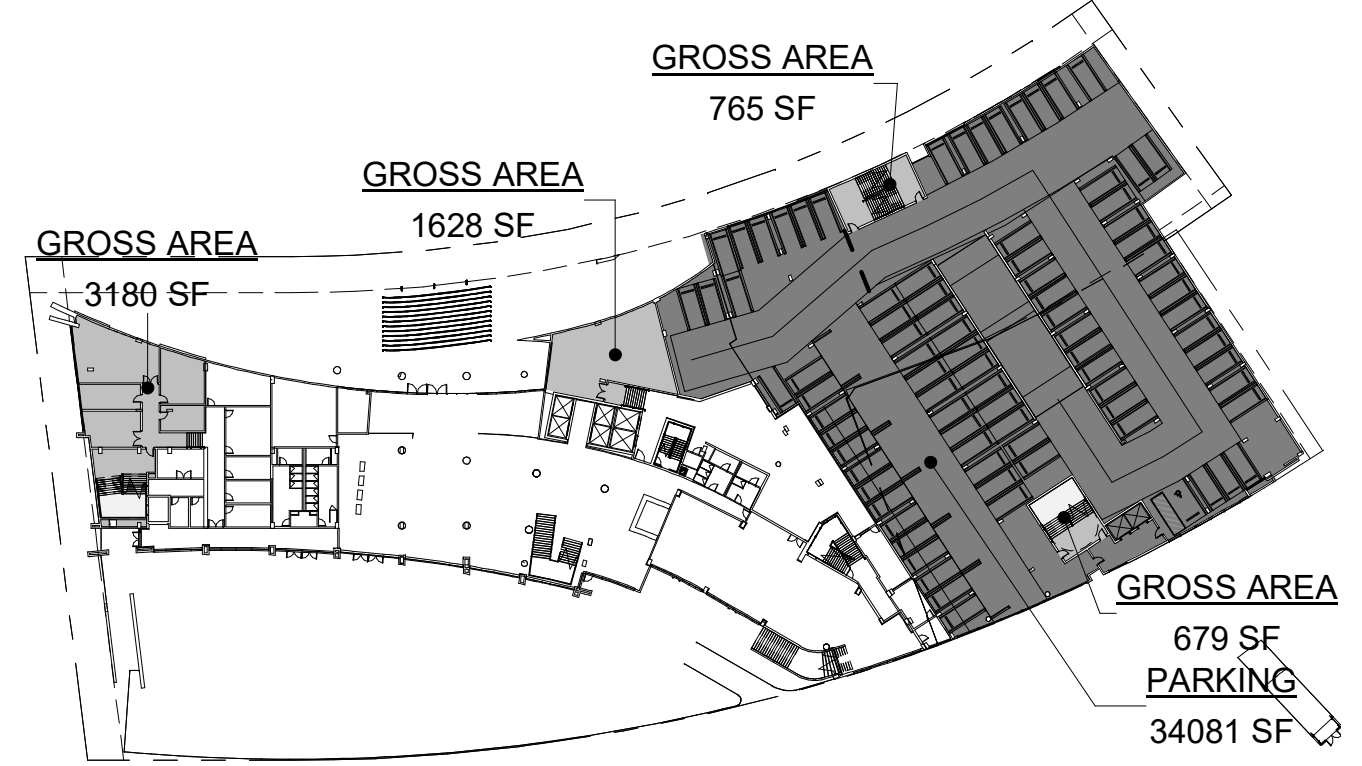 GROSS AREA
765 SF
GROSS AREA
1628 SF
GROSS AREA
3180 SF
GROSS AREA
679 SF
PARKING
34081 SF